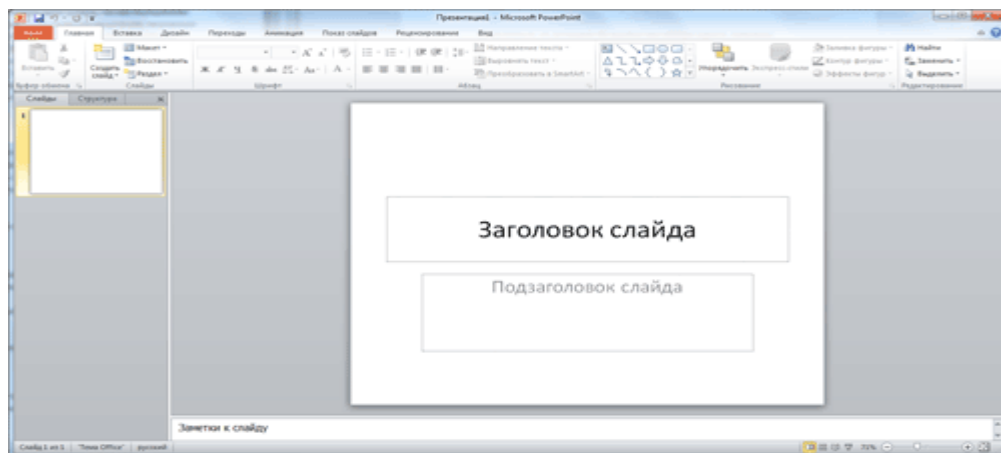 Презентация1 - Microsoft PowerPoint
Файл Главная Вставка Дизайн Переходы Анимация Показ слайдов Рецензирование Вид
Макет Направление текста Заливка фигуры Найти
Вставить Создать слайд Восстановить Выровнять текст Упорядочить Экспресс-стили Контур фигуры Заменить
Раздел Преобразовать в SmartArt Эффекты фигур Выделить
Буфер обмена Слайды Шрифт Абзац Рисование Редактирование
Слайды Структура
1
Заголовок слайда
Подзаголовок слайда
Заметки к слайду
Слайд 1 из 1 "Тема Office" русский 72%